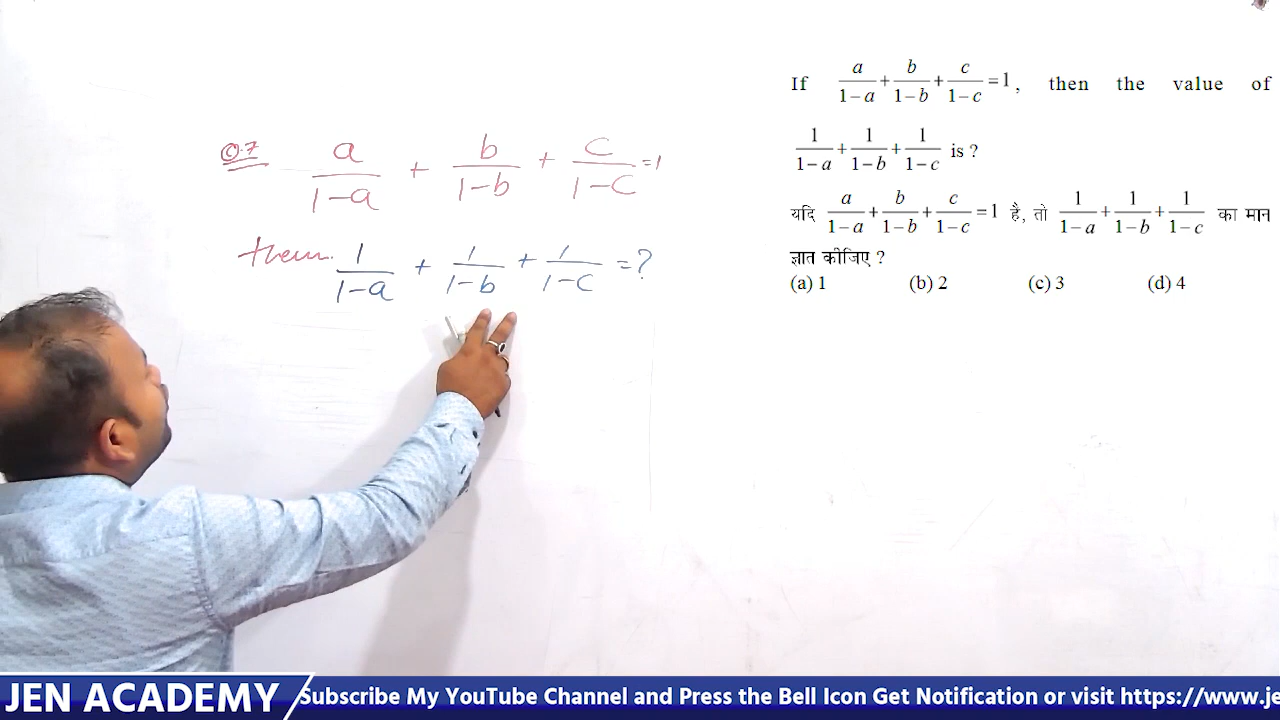 Q.7 a/1-a + b/1-b + c/1-c =1
then. 1/1-a + 1/1-b + 1/1-c =?
If a/1-a + b/1-b + c/1-c =1, then the value of
1/1-a + 1/1-b + 1/1-c is ?
यदि a/1-a + b/1-b + c/1-c =1 है, तो 1/1-a + 1/1-b + 1/1-c का मान
ज्ञात कीजिए ?
(a) 1 (b) 2 (c) 3 (d) 4
JEN ACADEMY Subscribe My YouTube Channel and Press the Bell Icon Get Notification or visit https://www.je